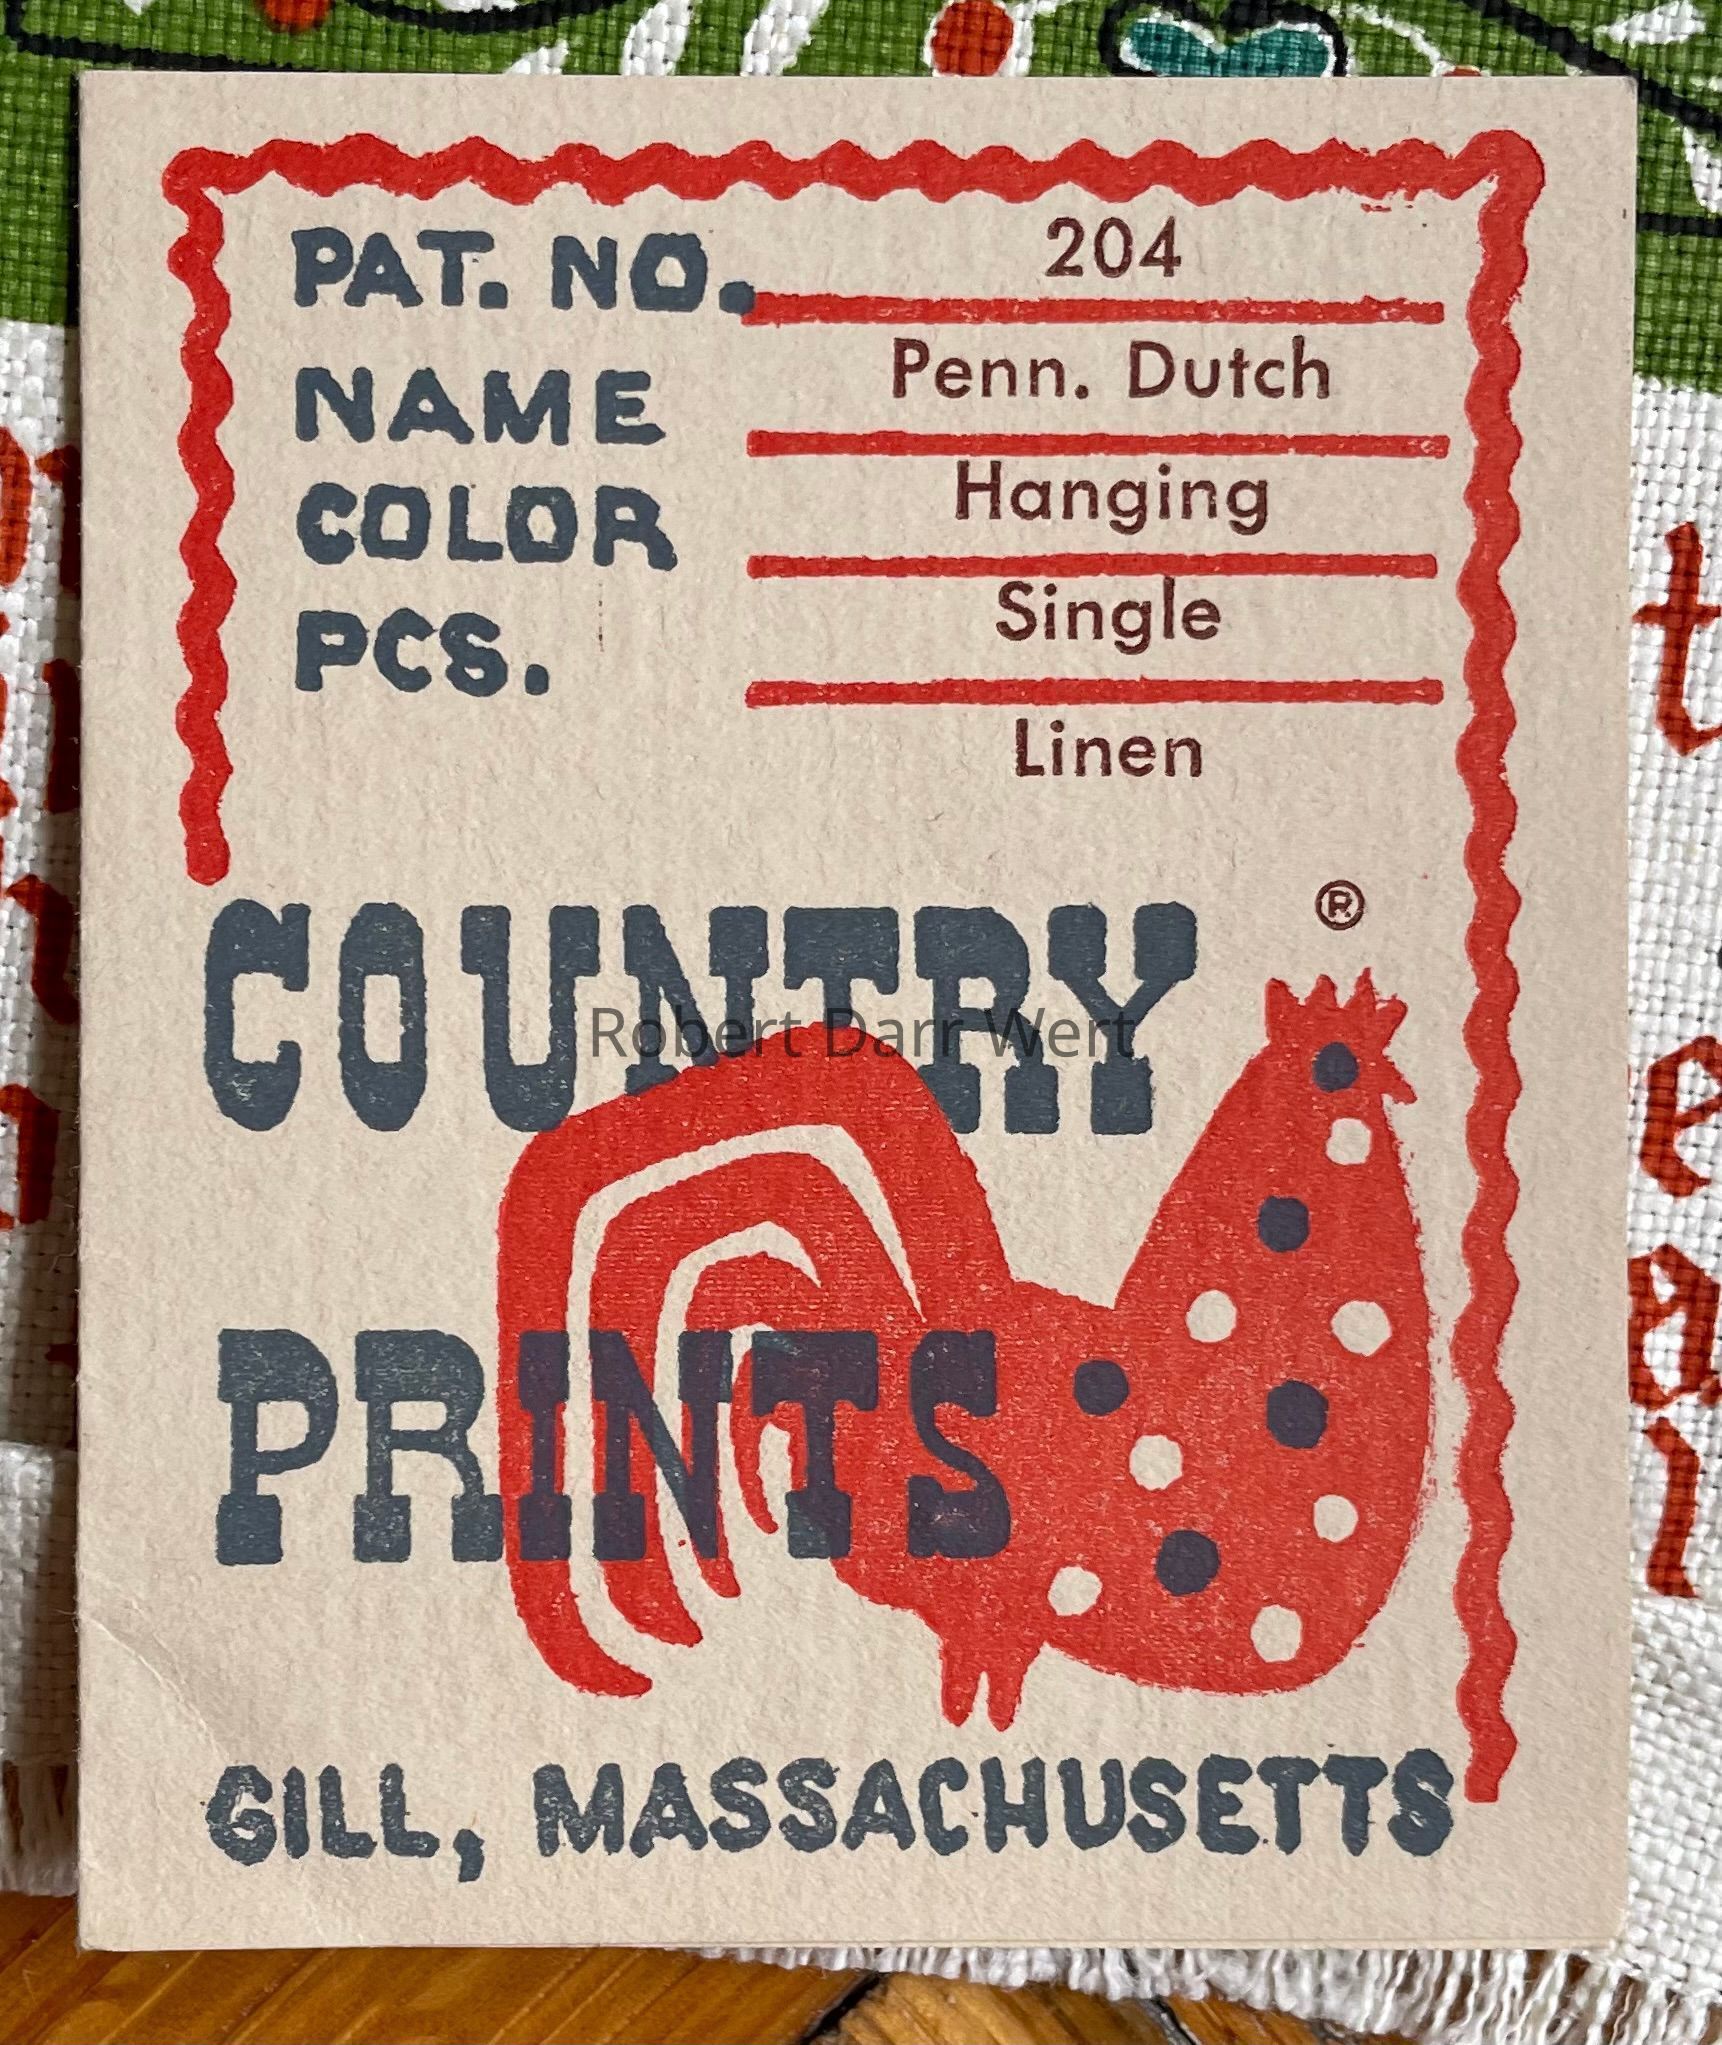 PAT. NO. 204
NAME Penn. Dutch
COLOR Hanging
PCS. Single
Linen
COUNTRY ®
Robert Darr Wert
PRINTS
GILL, MASSACHUSETTS